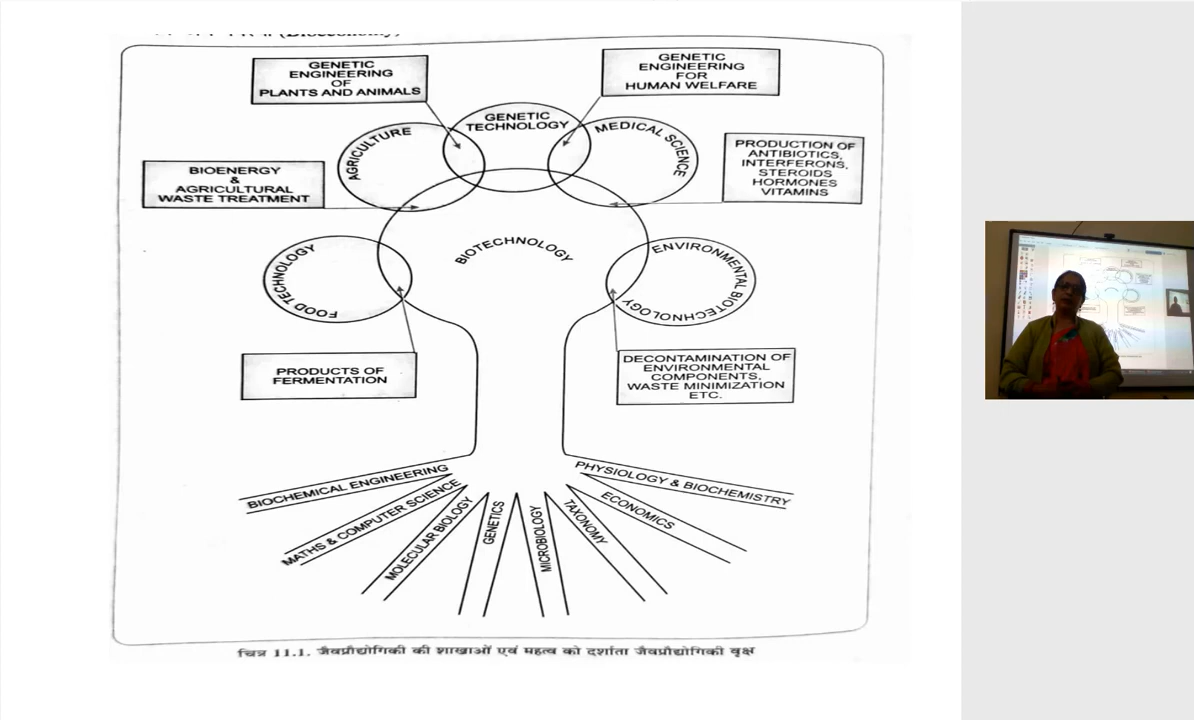 (Bioeconomy)
GENETIC
ENGINEERING
OF
PLANTS AND ANIMALS
GENETIC
ENGINEERING
FOR
HUMAN WELFARE
GENETIC
TECHNOLOGY
AGRICULTURE
MEDICAL SCIENCE
PRODUCTION OF
ANTIBIOTICS,
INTERFERONS,
STEROIDS
HORMONES
VITAMINS
BIOENERGY
&
AGRICULTURAL
WASTE TREATMENT
BIOTECHNOLOGY
FOOD TECHNOLOGY
ENVIRONMENTAL BIOTECHNOLOGY
PRODUCTS OF
FERMENTATION
DECONTAMINATION OF
ENVIRONMENTAL
COMPONENTS,
WASTE MINIMIZATION
ETC.
BIOCHEMICAL ENGINEERING
MATHS & COMPUTER SCIENCE
MOLECULAR BIOLOGY
GENETICS
MICROBIOLOGY
TAXONOMY
ECONOMICS
PHYSIOLOGY & BIOCHEMISTRY
चित्र 11.1. जैवप्रौद्योगिकी की शाखाओं एवं महत्व को दर्शाता जैवप्रौद्योगिकी वृक्ष